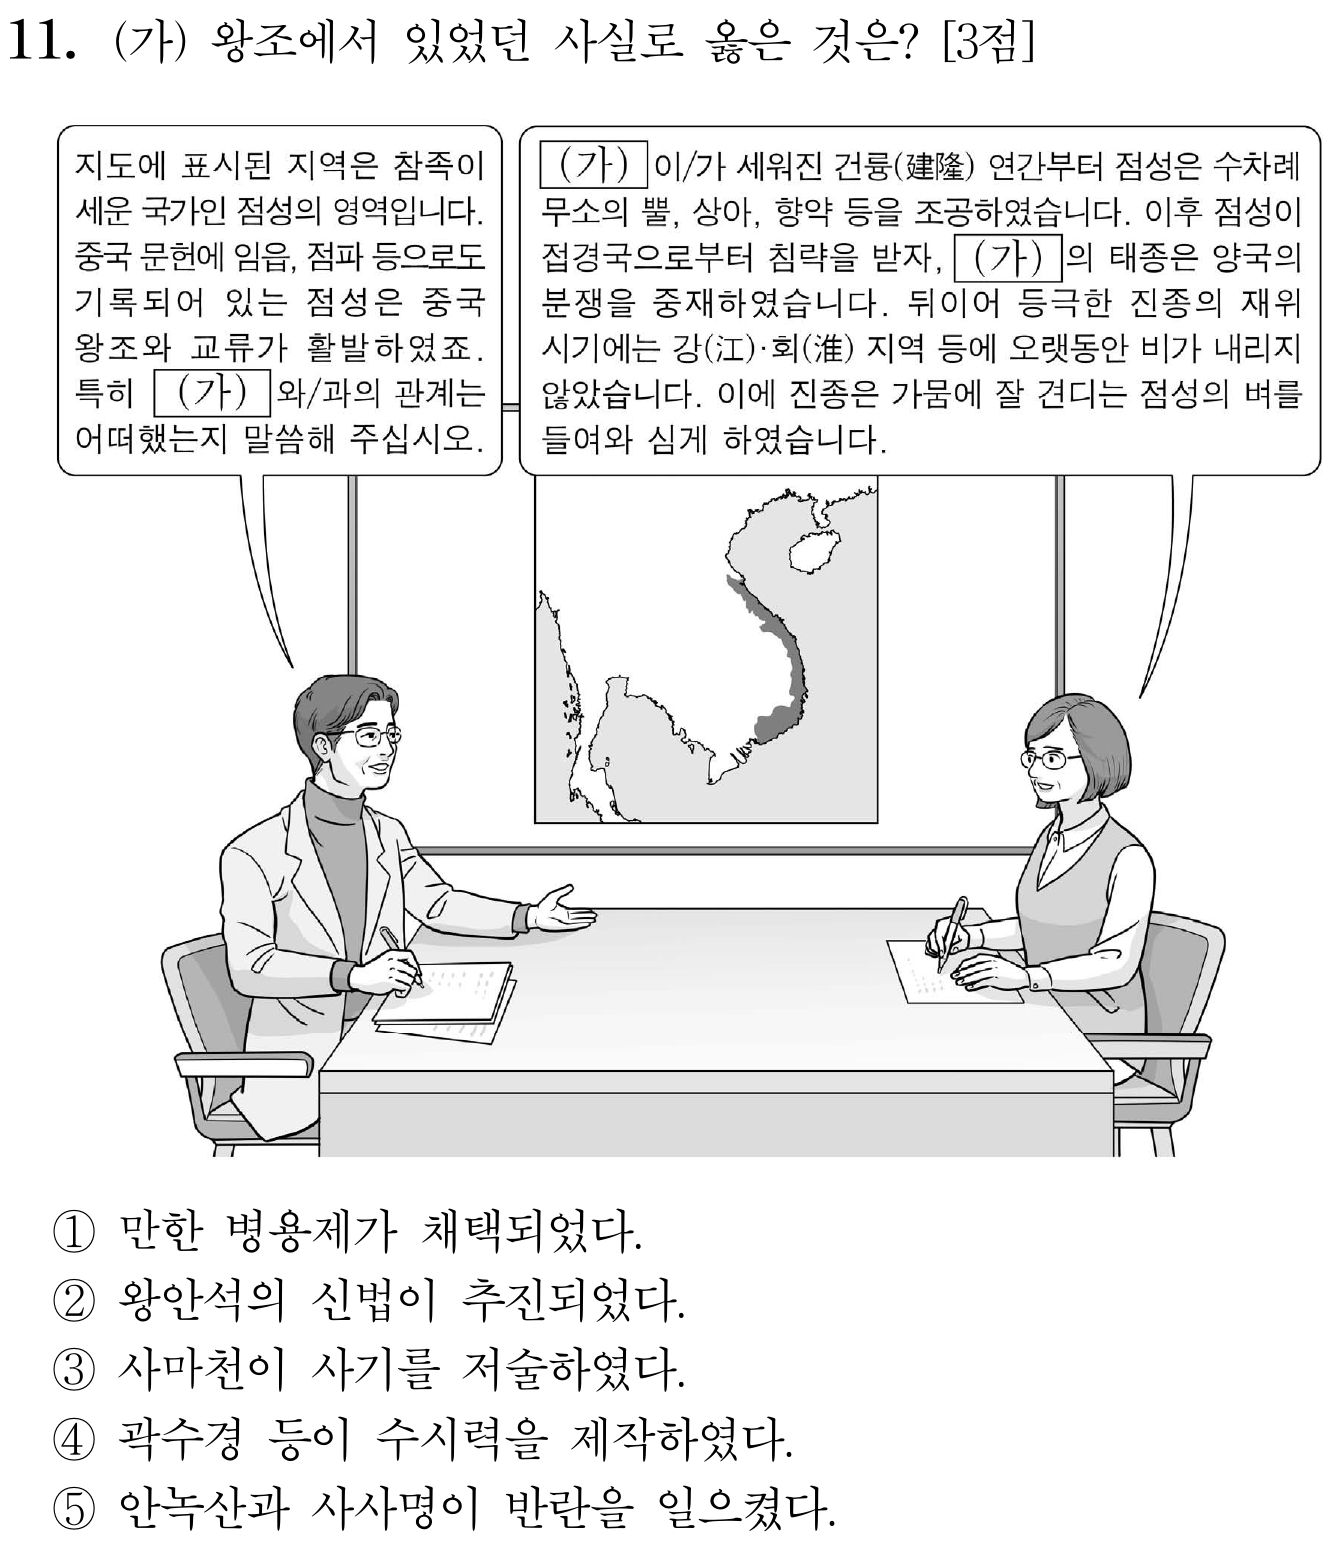 11. (가) 왕조에서 있었던 사실로 옳은 것은? [3점]
지도에 표시된 지역은 참족이
세운 국가인 점성의 영역입니다.
중국 문헌에 임읍, 점파 등으로도
기록되어 있는 점성은 중국
왕조와 교류가 활발하였죠.
특히 (가) 와/과의 관계는
어떠했는지 말씀해 주십시오.
(가) 이/가 세워진 건륭(建隆) 연간부터 점성은 수차례
무소의 뿔, 상아, 향약 등을 조공하였습니다. 이후 점성이
접경국으로부터 침략을 받자, (가) 의 태종은 양국의
분쟁을 중재하였습니다. 뒤이어 등극한 진종의 재위
시기에는 강(江)·회(淮) 지역 등에 오랫동안 비가 내리지
않았습니다. 이에 진종은 가뭄에 잘 견디는 점성의 벼를
들여와 심게 하였습니다.
① 만한 병용제가 채택되었다.
② 왕안석의 신법이 추진되었다.
③ 사마천이 사기를 저술하였다.
④ 곽수경 등이 수시력을 제작하였다.
⑤ 안녹산과 사사명이 반란을 일으켰다.